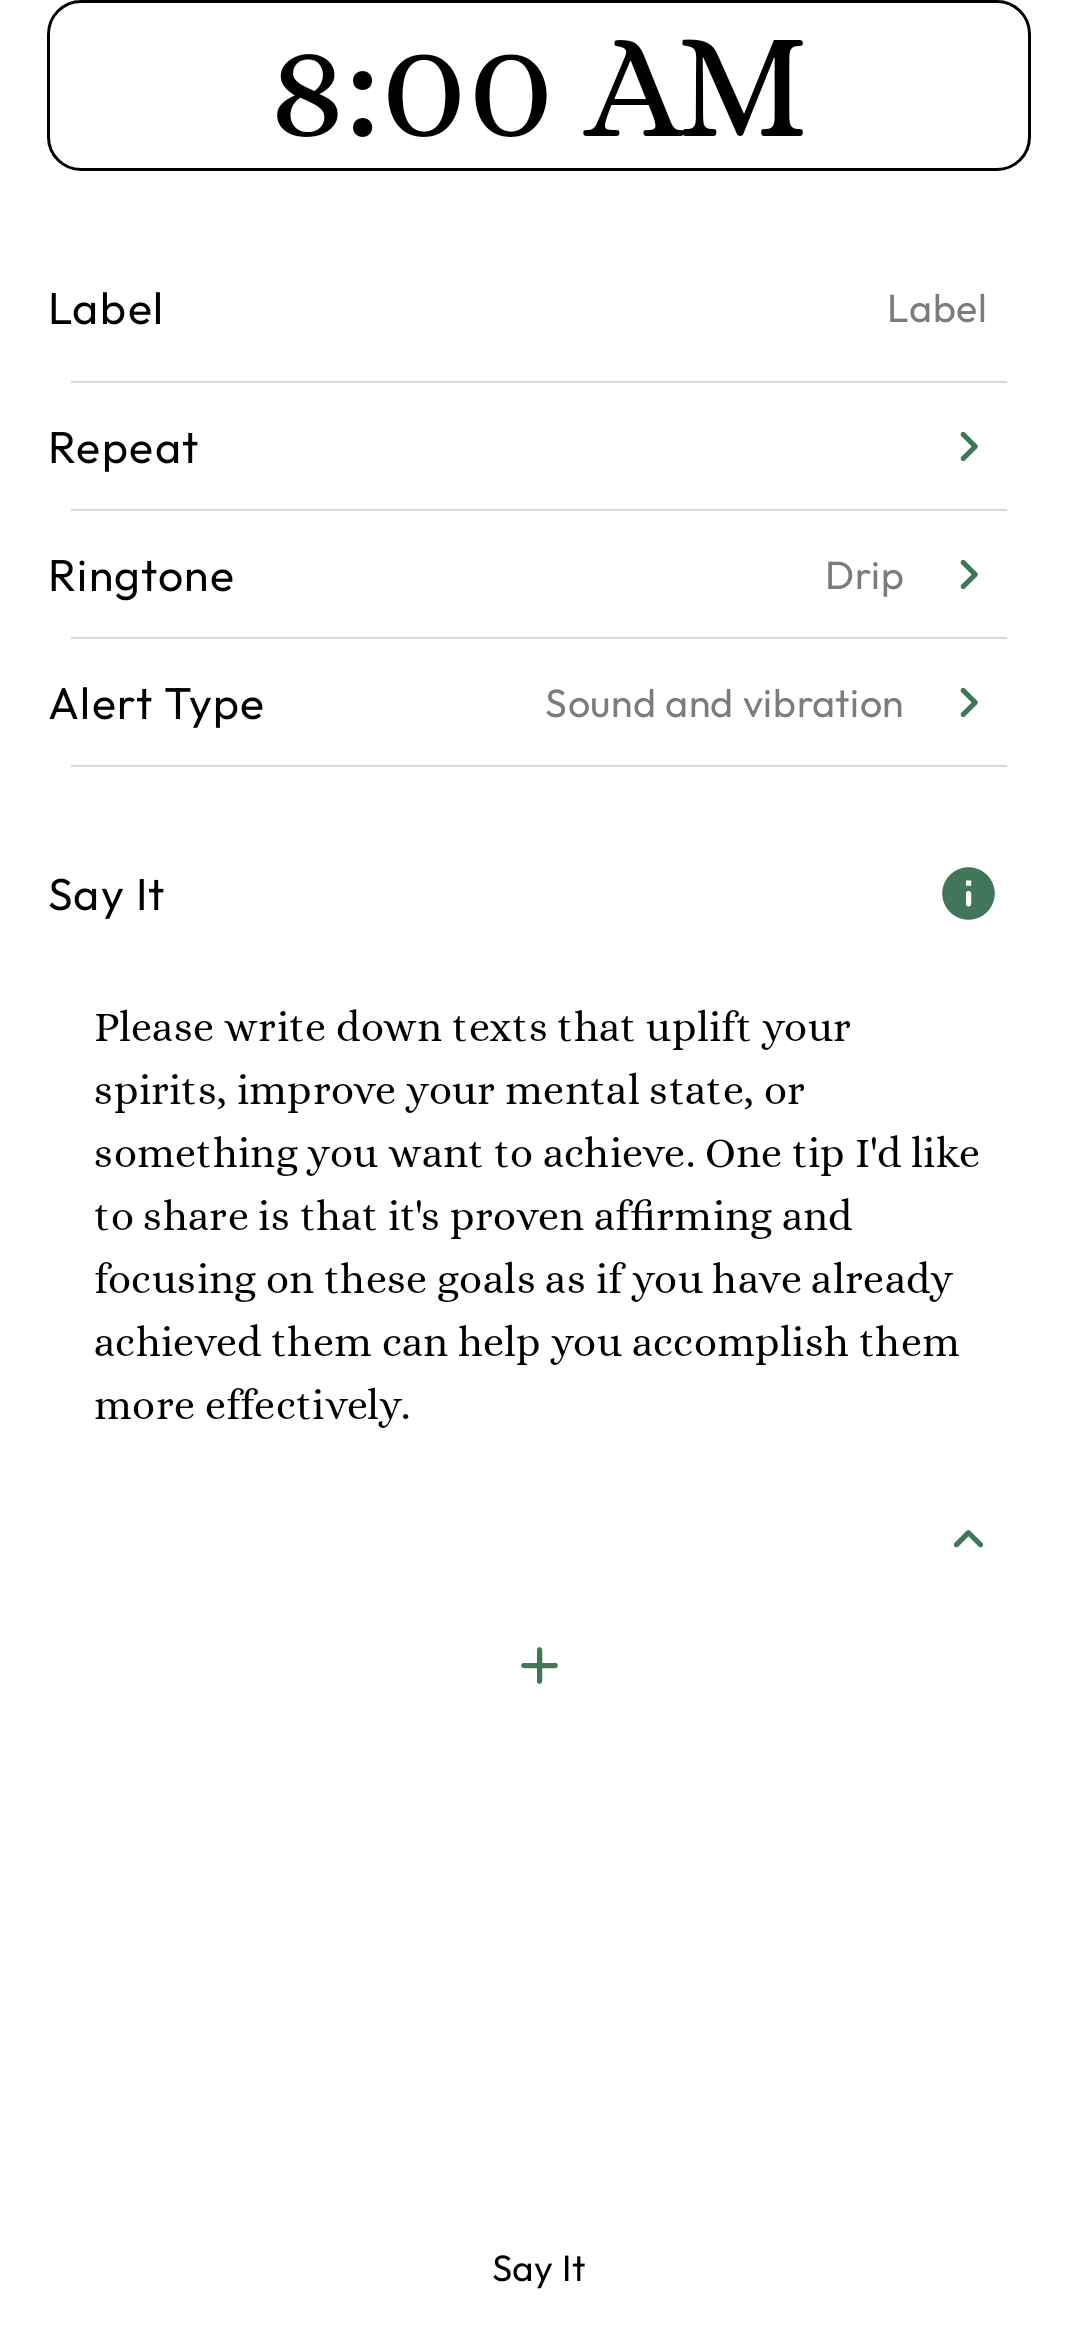 8:00 AM
Label Label
Repeat
Ringtone Drip
Alert Type Sound and vibration
Say It
Please write down texts that uplift your
spirits, improve your mental state, or
something you want to achieve. One tip I'd like
to share is that it's proven affirming and
focusing on these goals as if you have already
achieved them can help you accomplish them
more effectively.
Say It